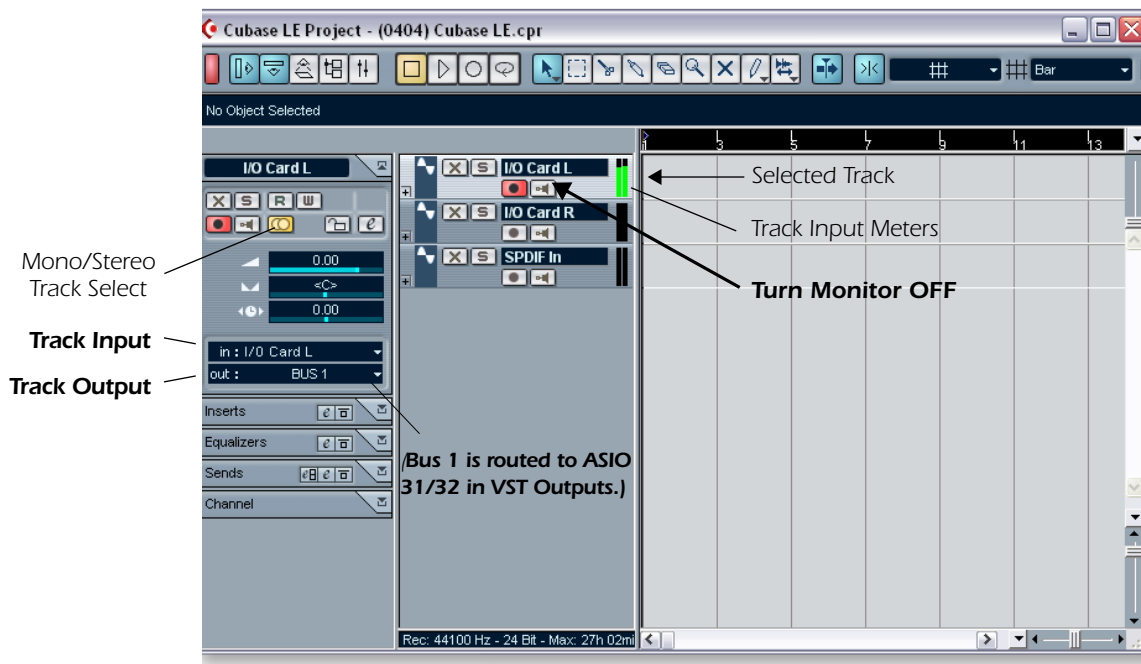 Cubase LE Project - (0404) Cubase LE.cpr
Bar
No Object Selected
1 3 5 7 9 11 13
I/O Card L
X S R W
e
0.00
<C>
0.00
in : I/O Card L
out : BUS 1
Inserts e
Equalizers e
Sends e e
Channel
X S I/O Card L
X S I/O Card R
X S SPDIF In
Selected Track
Track Input Meters
Turn Monitor OFF
Mono/Stereo
Track Select
Track Input
Track Output
(Bus 1 is routed to ASIO
31/32 in VST Outputs.)
Rec: 44100 Hz - 24 Bit - Max: 27h 02mi